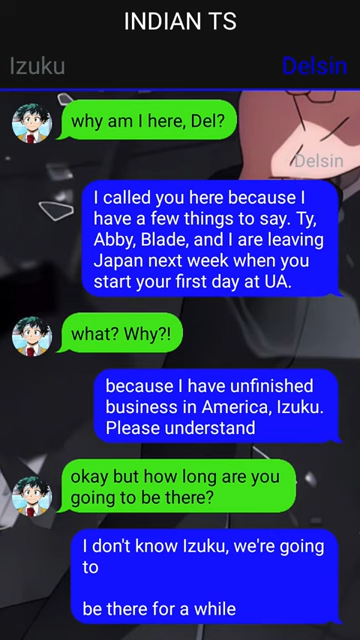 INDIAN TS
Izuku
Delsin
why am I here, Del?
Delsin
I called you here because I
have a few things to say. Ty,
Abby, Blade, and I are leaving
Japan next week when you
start your first day at UA.
what? Why?!
because I have unfinished
business in America, Izuku.
Please understand
okay but how long are you
going to be there?
I don't know Izuku, we're going
to
be there for a while